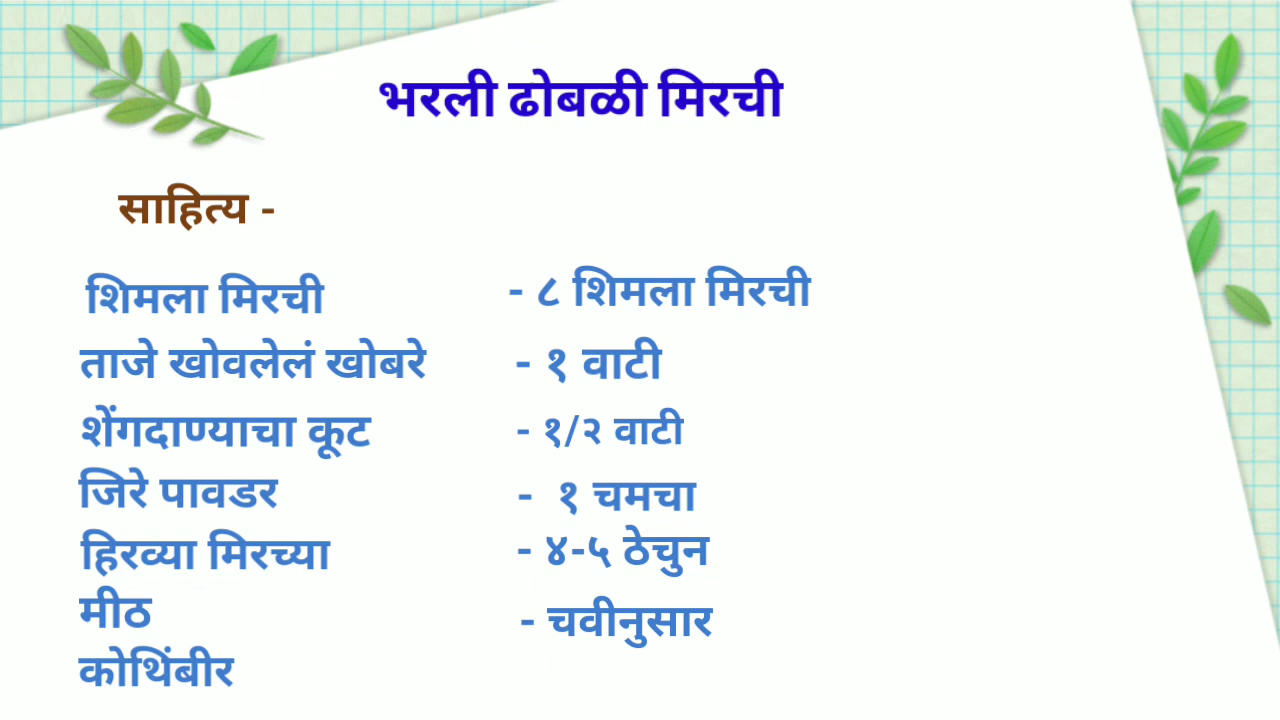 भरली ढोबळी मिरची
साहित्य -
शिमला मिरची - ८ शिमला मिरची
ताजे खोवलेलं खोबरे - १ वाटी
शेंगदाण्याचा कूट - १/२ वाटी
जिरे पावडर - १ चमचा
हिरव्या मिरच्या - ४-५ ठेचुन
मीठ - चवीनुसार
कोथिंबीर